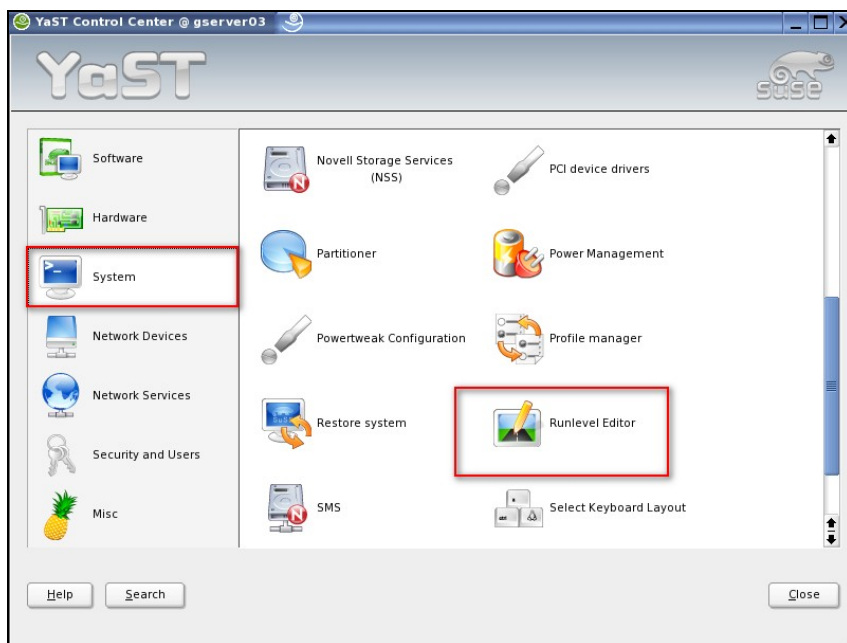 YaST Control Center @ gserver03
YaST
suse
Software
Hardware
System
Network Devices
Network Services
Security and Users
Misc
Novell Storage Services
(NSS)
PCI device drivers
Partitioner
Power Management
Powertweak Configuration
Profile manager
Restore system
Runlevel Editor
SMS
Select Keyboard Layout
Help
Search
Close